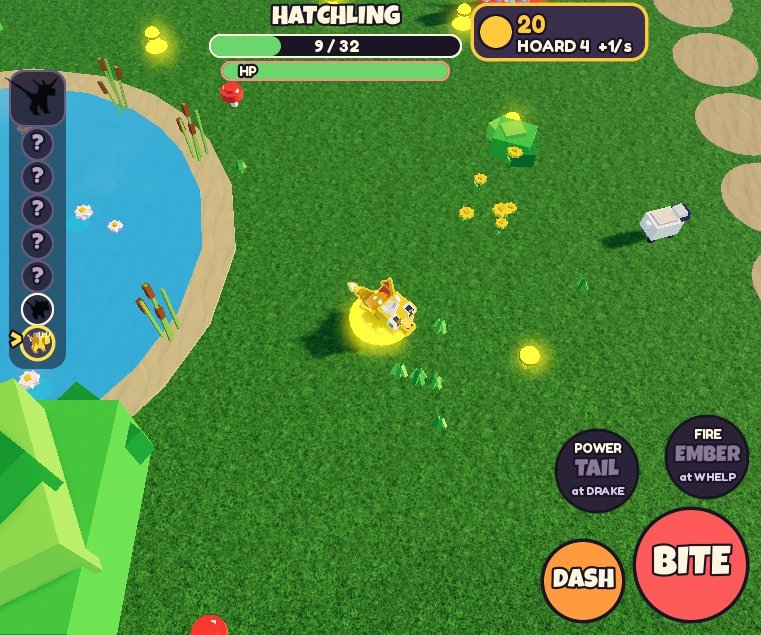 HATCHLING
9 / 32
HP
20
HOARD 4 +1/s
?
?
?
?
?
POWER
TAIL
at DRAKE
FIRE
EMBER
at WHELP
DASH
BITE